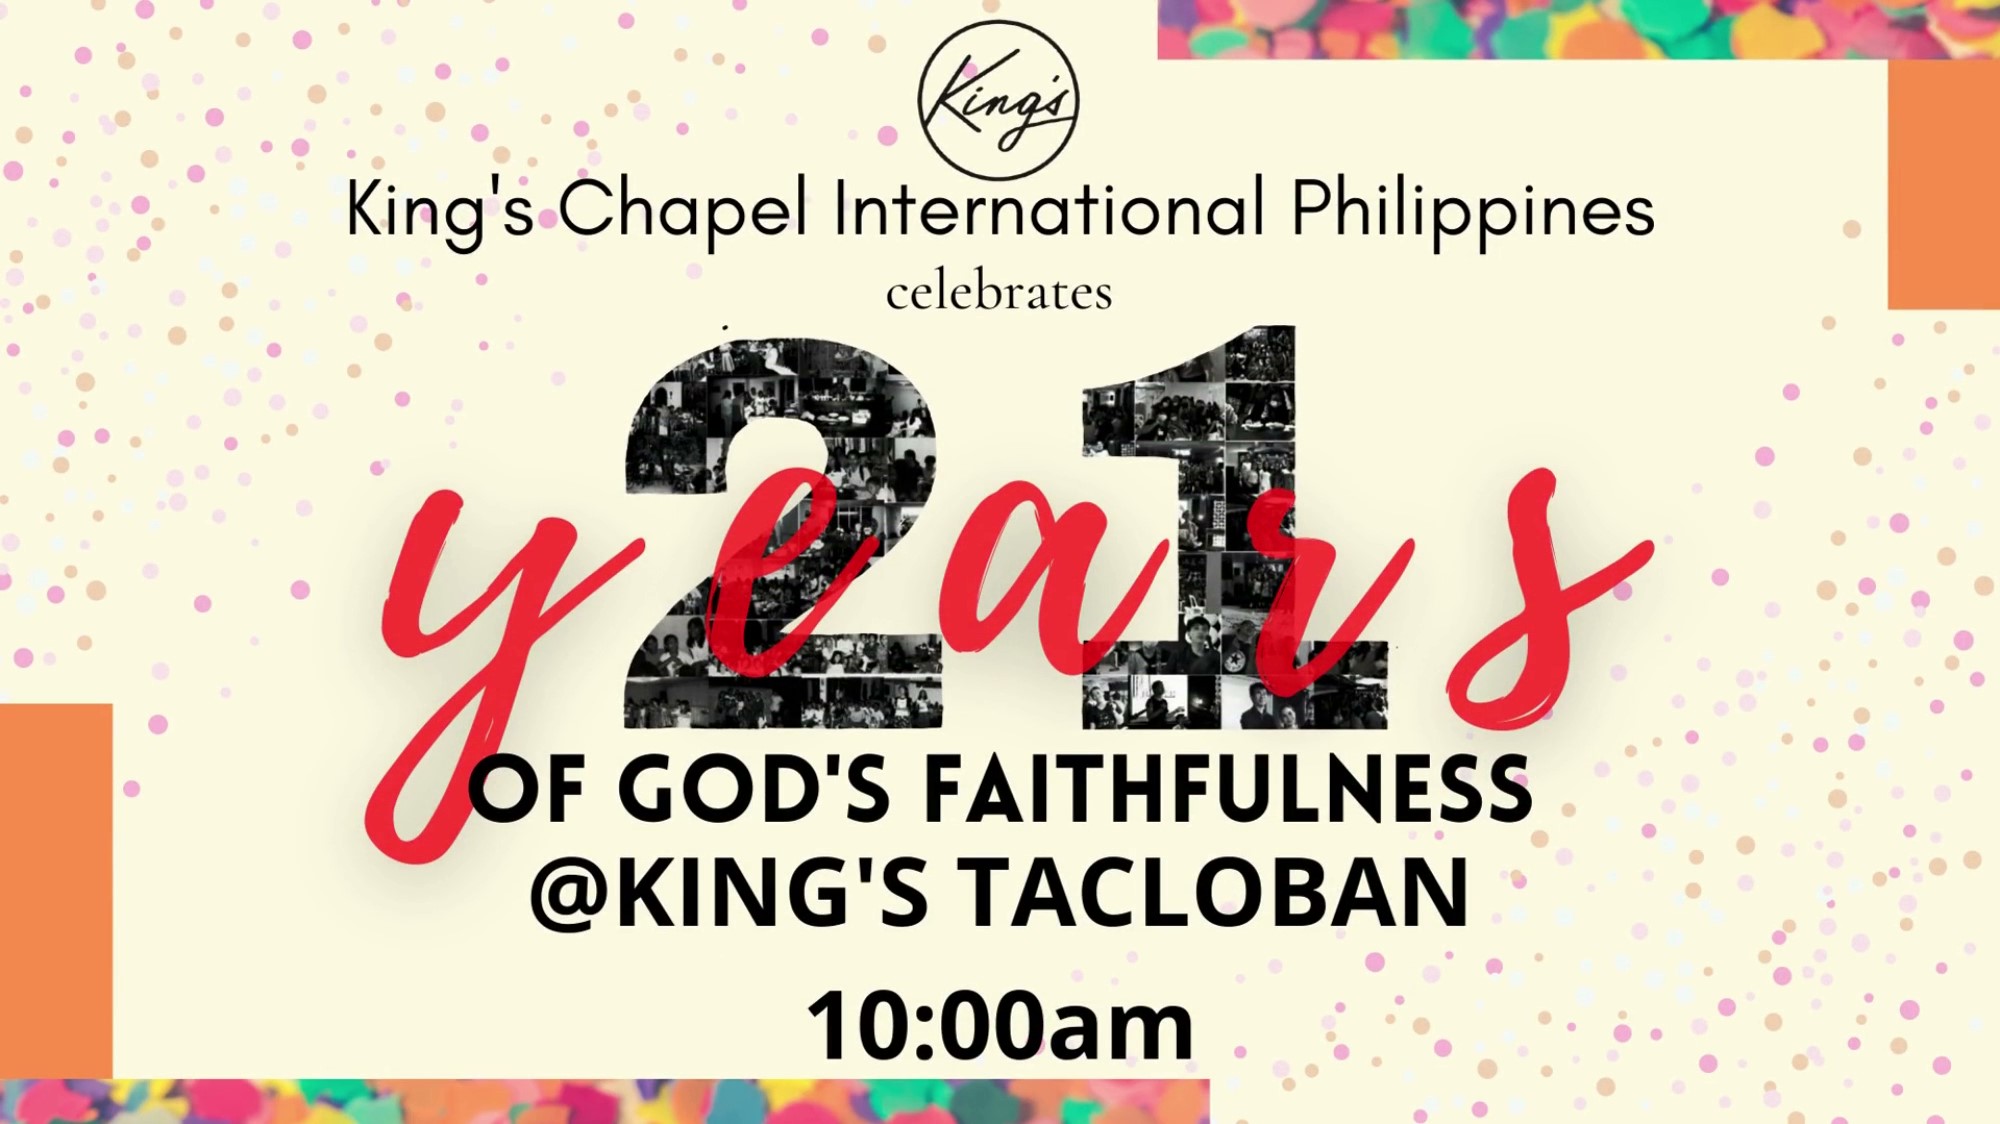 King's
King's Chapel International Philippines
celebrates
21
years
OF GOD'S FAITHFULNESS
@KING'S TACLOBAN
10:00am